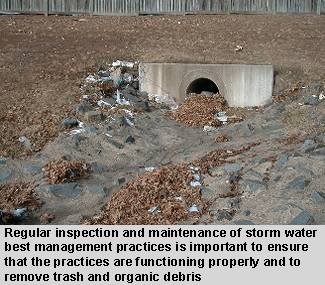 Regular inspection and maintenance of storm water
best management practices is important to ensure
that the practices are functioning properly and to
remove trash and organic debris